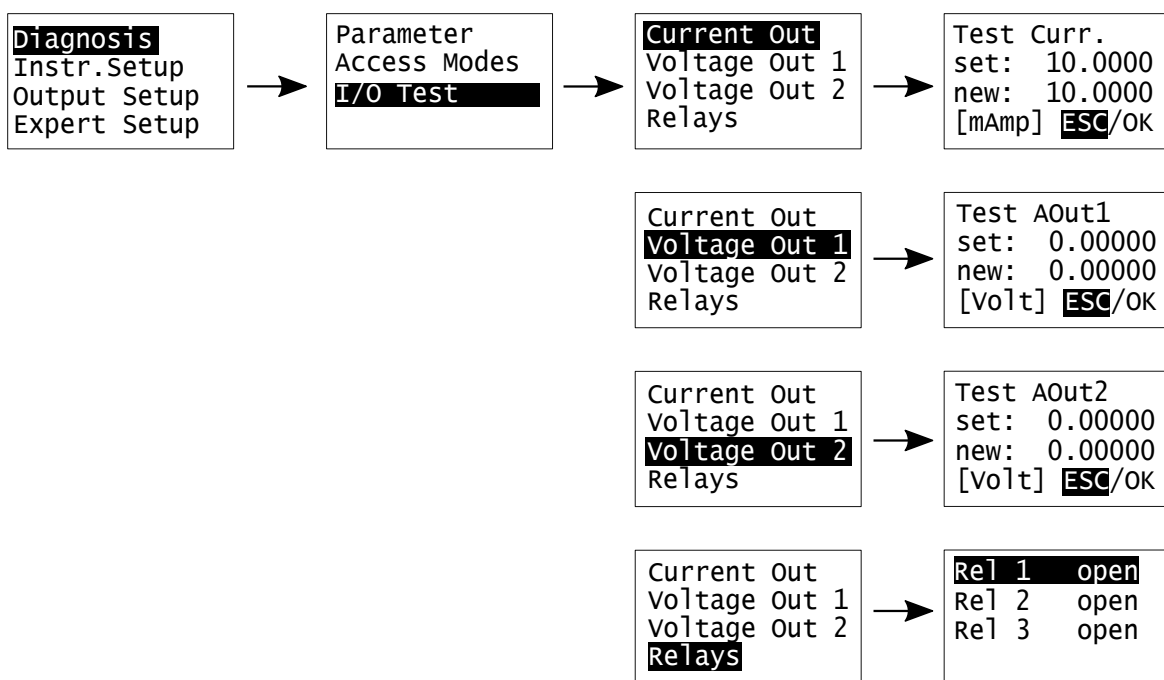 Diagnosis
Instr.Setup
Output Setup
Expert Setup
Parameter
Access Modes
I/O Test
Current Out
Voltage Out 1
Voltage Out 2
Relays
Test Curr.
set: 10.0000
new: 10.0000
[mAmp] ESC/OK
Current Out
Voltage Out 1
Voltage Out 2
Relays
Test AOut1
set: 0.00000
new: 0.00000
[Volt] ESC/OK
Current Out
Voltage Out 1
Voltage Out 2
Relays
Test AOut2
set: 0.00000
new: 0.00000
[Volt] ESC/OK
Current Out
Voltage Out 1
Voltage Out 2
Relays
Rel 1 open
Rel 2 open
Rel 3 open